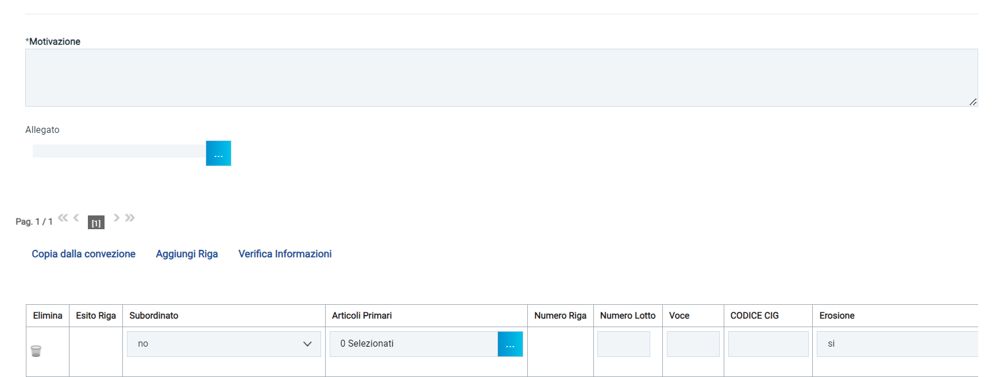 *Motivazione
Allegato
...
Pag. 1 / 1 [1]
Copia dalla convezione Aggiungi Riga Verifica Informazioni
Elimina Esito Riga Subordinato Articoli Primari Numero Riga Numero Lotto Voce CODICE CIG Erosione
no 0 Selezionati ... si